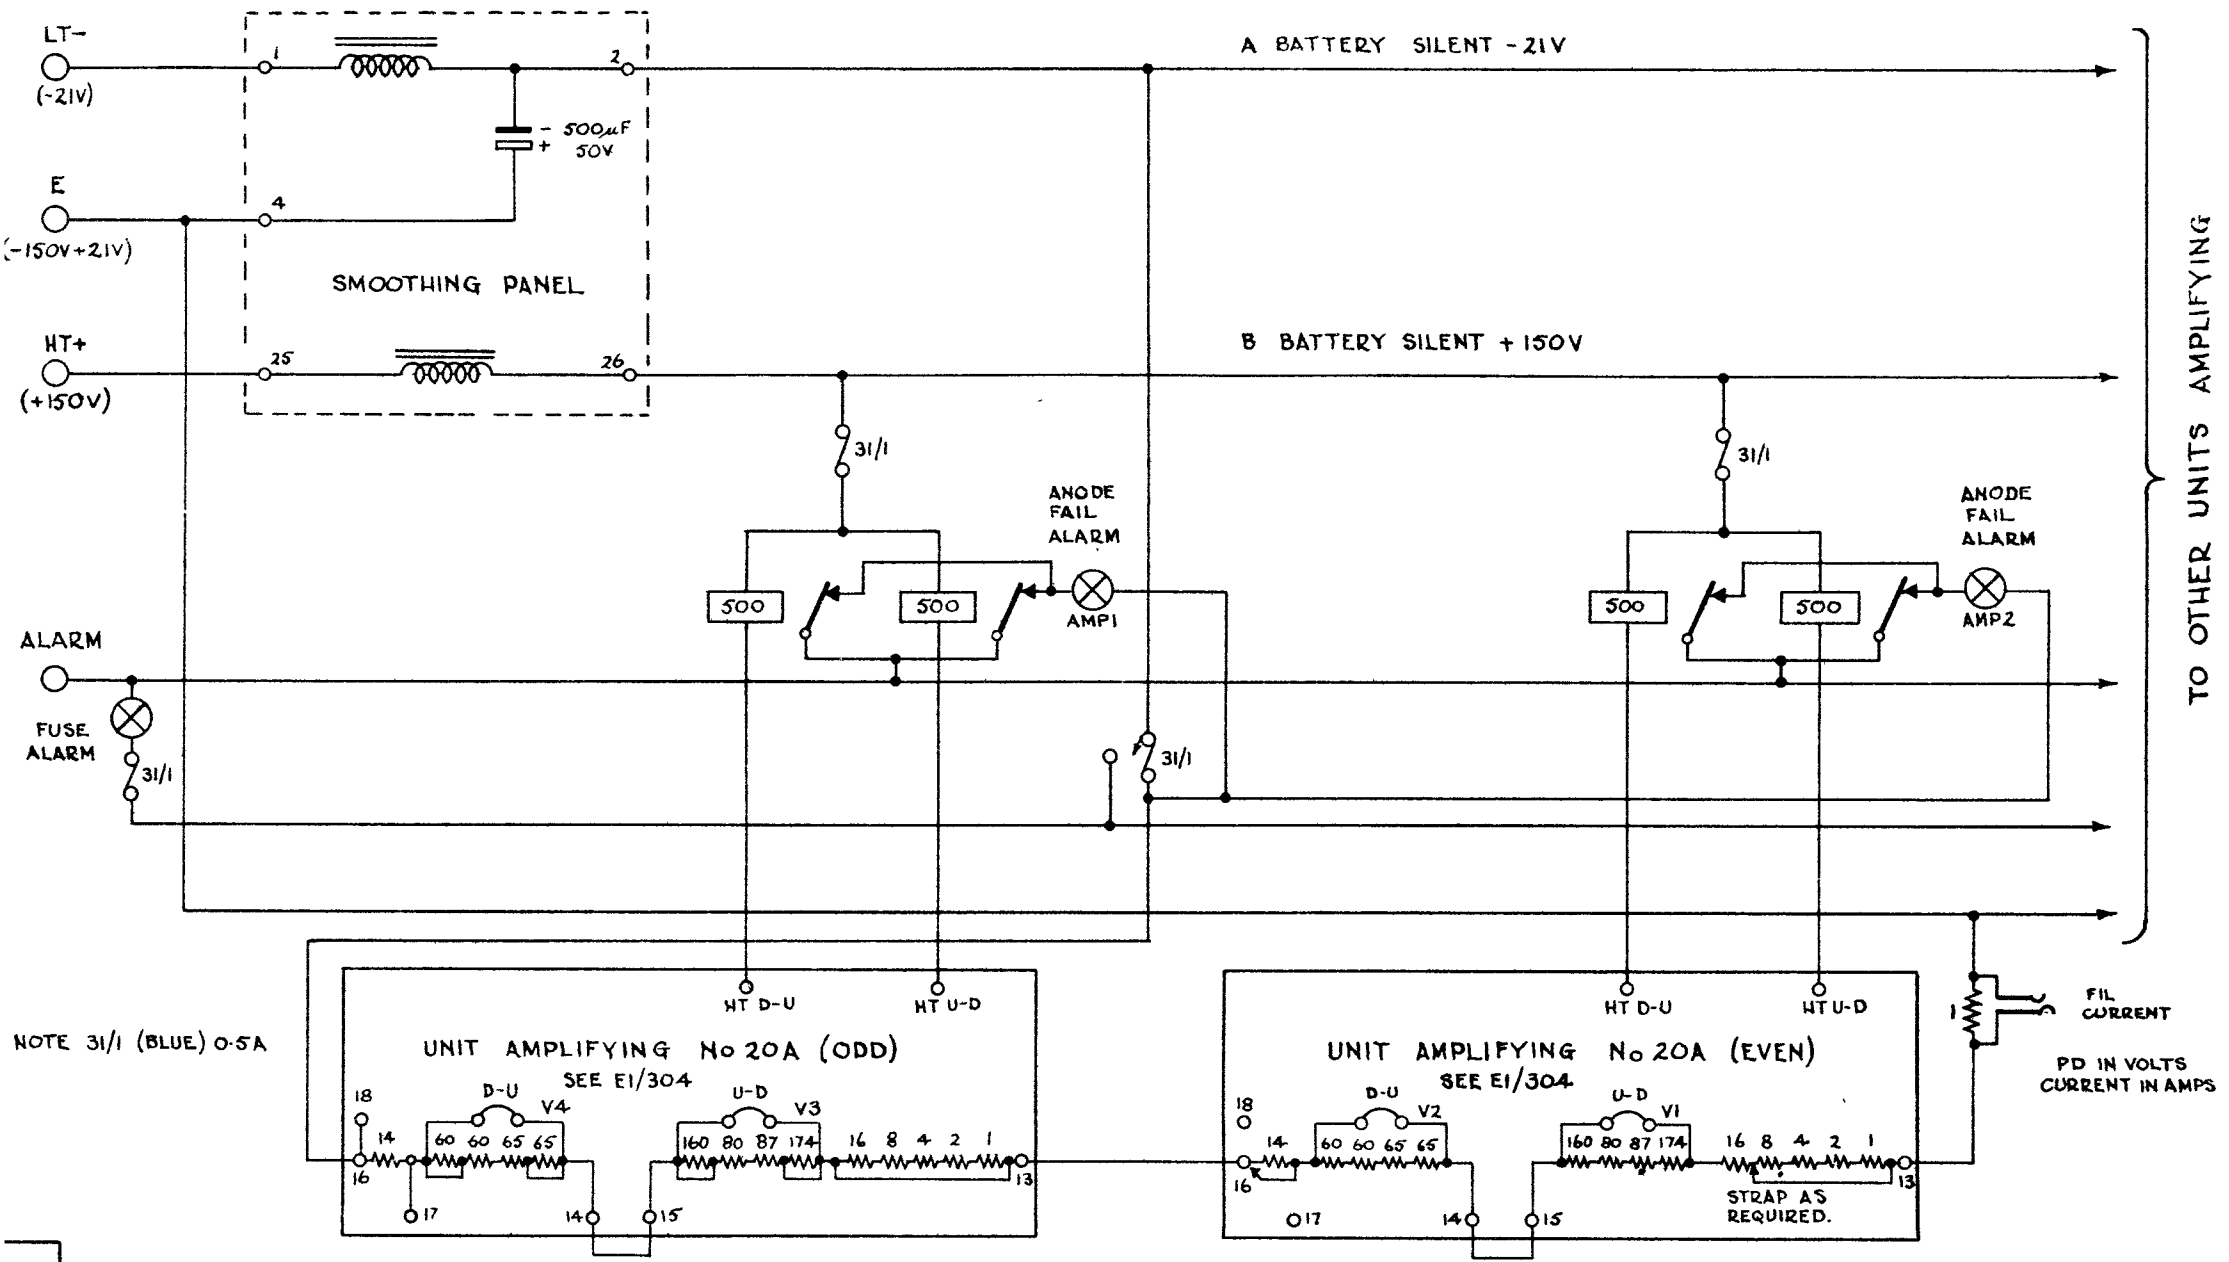 LT-
(-21V)
1
2
A BATTERY SILENT -21V
- 500µF
+ 50V
E
(-150V+21V)
4
SMOOTHING PANEL
HT+
(+150V)
25
26
B BATTERY SILENT +150V
31/1
31/1
ANODE
FAIL
ALARM
ANODE
FAIL
ALARM
500
500
AMP1
500
500
AMP2
TO OTHER UNITS AMPLIFYING
ALARM
FUSE
ALARM
31/1
31/1
HT D-U
HT U-D
HT D-U
HT U-D
FIL
CURRENT
1
PD IN VOLTS
CURRENT IN AMPS
NOTE 31/1 (BLUE) 0·5A
UNIT AMPLIFYING No 20A (ODD)
SEE E1/304
18
D-U
V4
U-D
V3
14
60 60 65 65
160 80 87 174
16 8 4 2 1
16
17
14
15
13
UNIT AMPLIFYING No 20A (EVEN)
SEE E1/304
18
D-U
V2
U-D
V1
14
60 60 65 65
160 80 87 174
16 8 4 2 1
16
17
14
15
13
STRAP AS
REQUIRED.